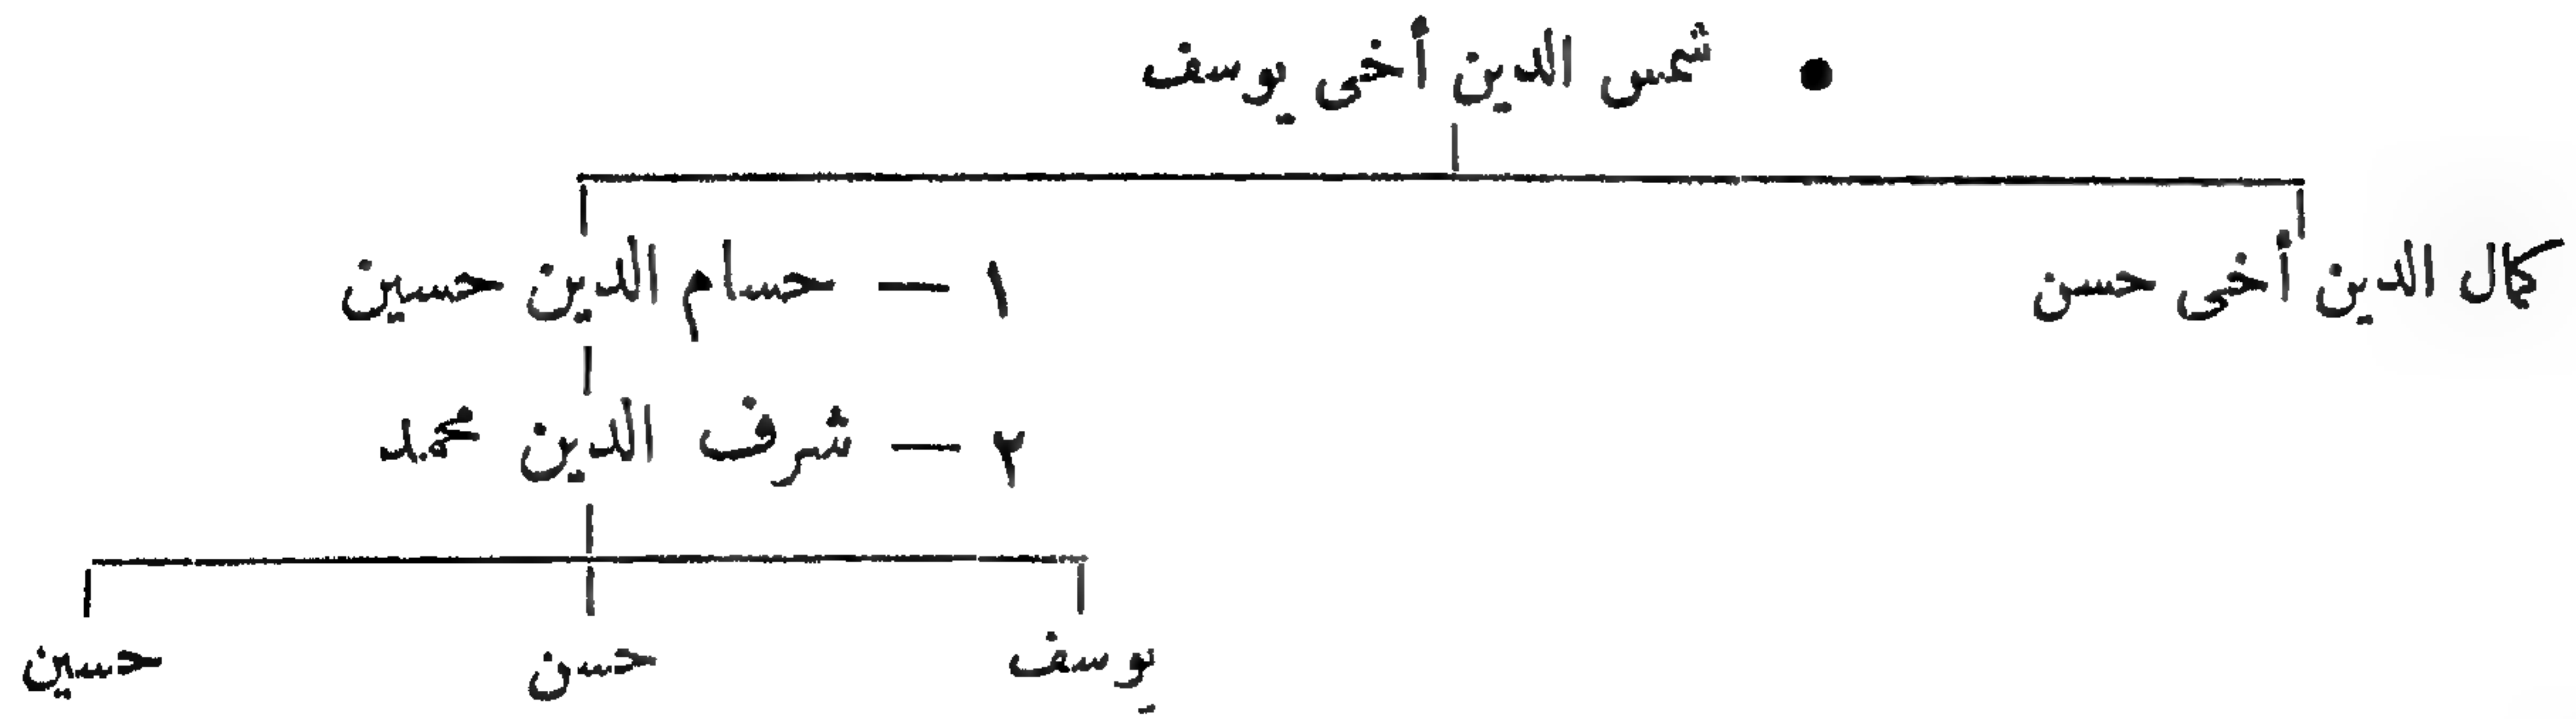 • شمس الدين أخى يوسف
كمال الدين أخى حسن
١ — حسام الدين حسين
٢ — شرف الدين محمد
يوسف
حسن
حسين